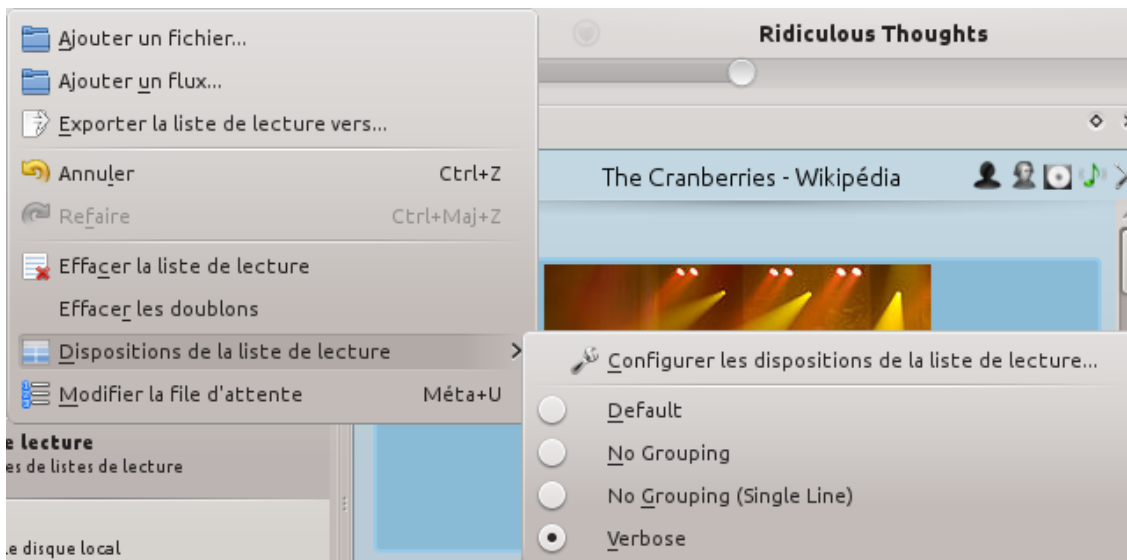 Ajouter un fichier...
Ajouter un flux...
Exporter la liste de lecture vers...
Annuler Ctrl+Z
Refaire Ctrl+Maj+Z
Effacer la liste de lecture
Effacer les doublons
Dispositions de la liste de lecture
Modifier la file d'attente Méta+U
Ridiculous Thoughts
The Cranberries - Wikipédia
Configurer les dispositions de la liste de lecture...
Default
No Grouping
No Grouping (Single Line)
Verbose
e lecture
es de listes de lecture
le disque local